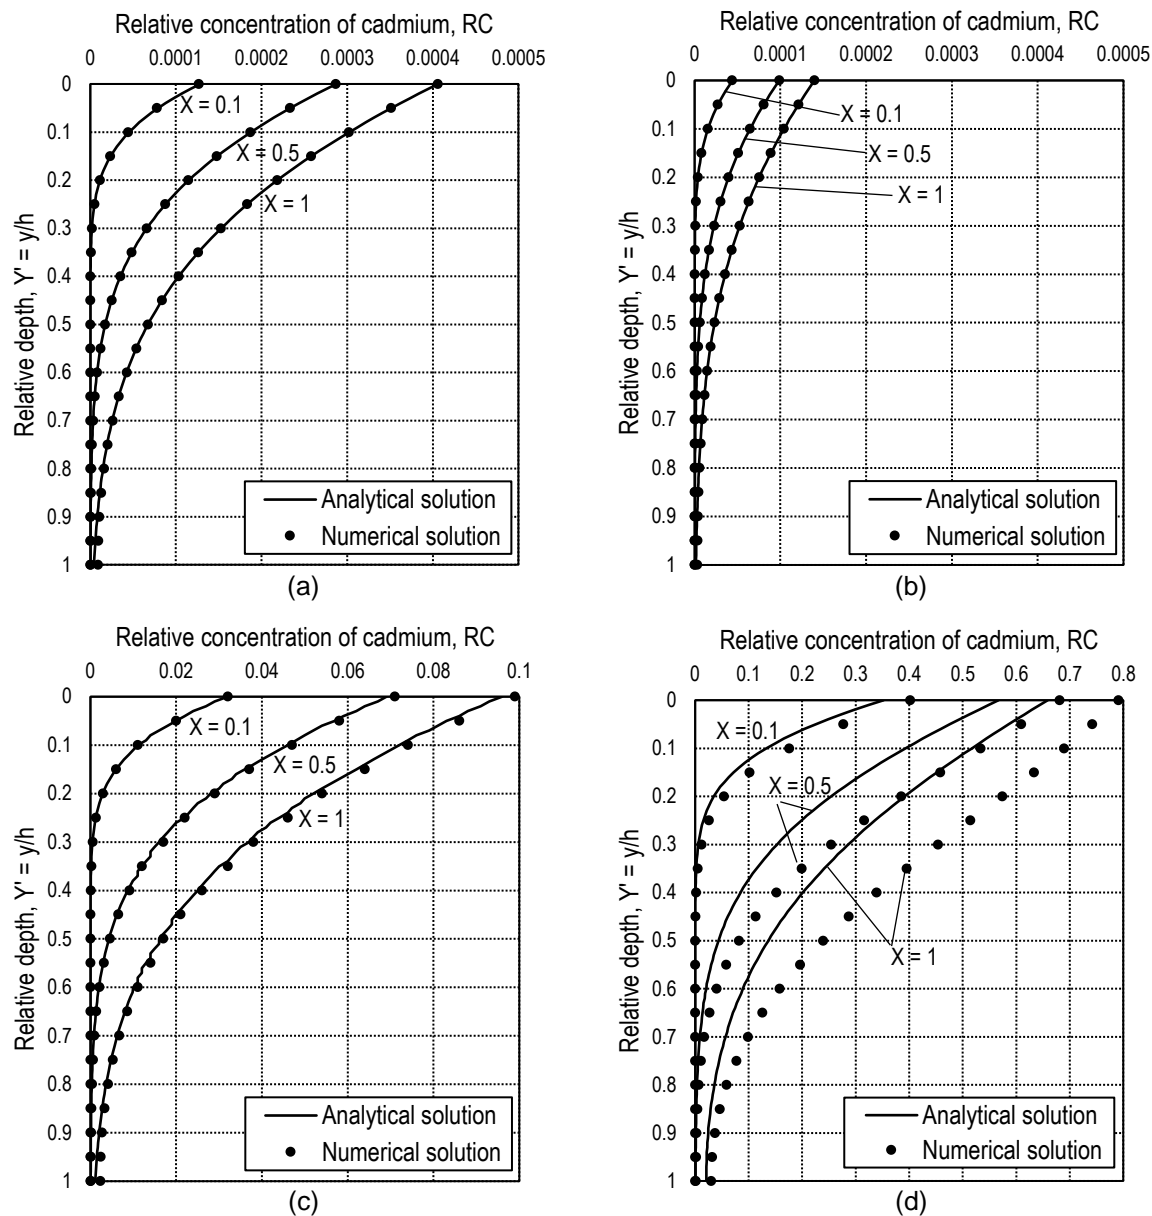 Relative concentration of cadmium, RC
0 0.0001 0.0002 0.0003 0.0004 0.0005
Relative depth, Y' = y/h
0
0.1
0.2
0.3
0.4
0.5
0.6
0.7
0.8
0.9
1
X = 0.1
X = 0.5
X = 1
Analytical solution
Numerical solution
(a)
Relative concentration of cadmium, RC
0 0.0001 0.0002 0.0003 0.0004 0.0005
Relative depth, Y' = y/h
0
0.1
0.2
0.3
0.4
0.5
0.6
0.7
0.8
0.9
1
X = 0.1
X = 0.5
X = 1
Analytical solution
Numerical solution
(b)
Relative concentration of cadmium, RC
0 0.02 0.04 0.06 0.08 0.1
Relative depth, Y' = y/h
0
0.1
0.2
0.3
0.4
0.5
0.6
0.7
0.8
0.9
1
X = 0.1
X = 0.5
X = 1
Analytical solution
Numerical solution
(c)
Relative concentration of cadmium, RC
0 0.1 0.2 0.3 0.4 0.5 0.6 0.7 0.8
Relative depth, Y' = y/h
0
0.1
0.2
0.3
0.4
0.5
0.6
0.7
0.8
0.9
1
X = 0.1
X = 0.5
X = 1
Analytical solution
Numerical solution
(d)